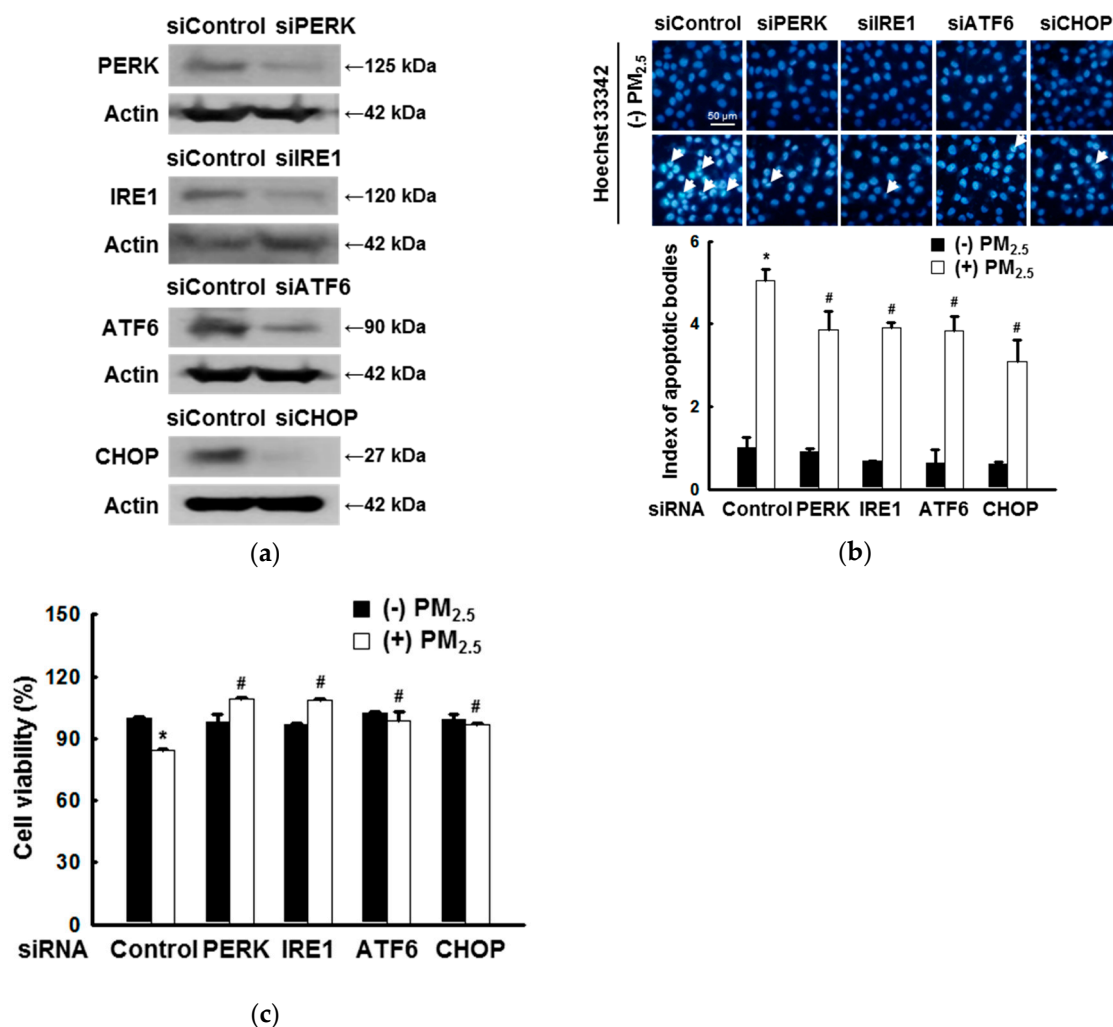 siControl siPERK
PERK ←125 kDa
Actin ←42 kDa
siControl siIRE1
IRE1 ←120 kDa
Actin ←42 kDa
siControl siATF6
ATF6 ←90 kDa
Actin ←42 kDa
siControl siCHOP
CHOP ←27 kDa
Actin ←42 kDa
(a)
siControl siPERK siIRE1 siATF6 siCHOP
Hoechst 33342
(-) PM2.5
50 µm
(-) PM2.5
(+) PM2.5
Index of apoptotic bodies
6
4
2
0
* # # # #
siRNA Control PERK IRE1 ATF6 CHOP
(b)
(-) PM2.5
(+) PM2.5
Cell viability (%)
150
120
90
60
30
0
* # # # #
siRNA Control PERK IRE1 ATF6 CHOP
(c)